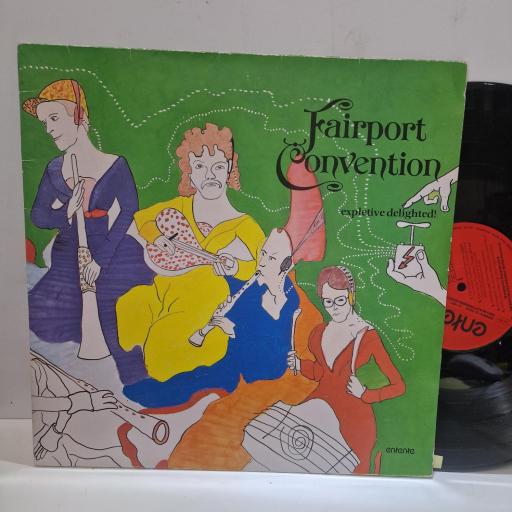 Fairport
Convention
expletive delighted!
entente
ente